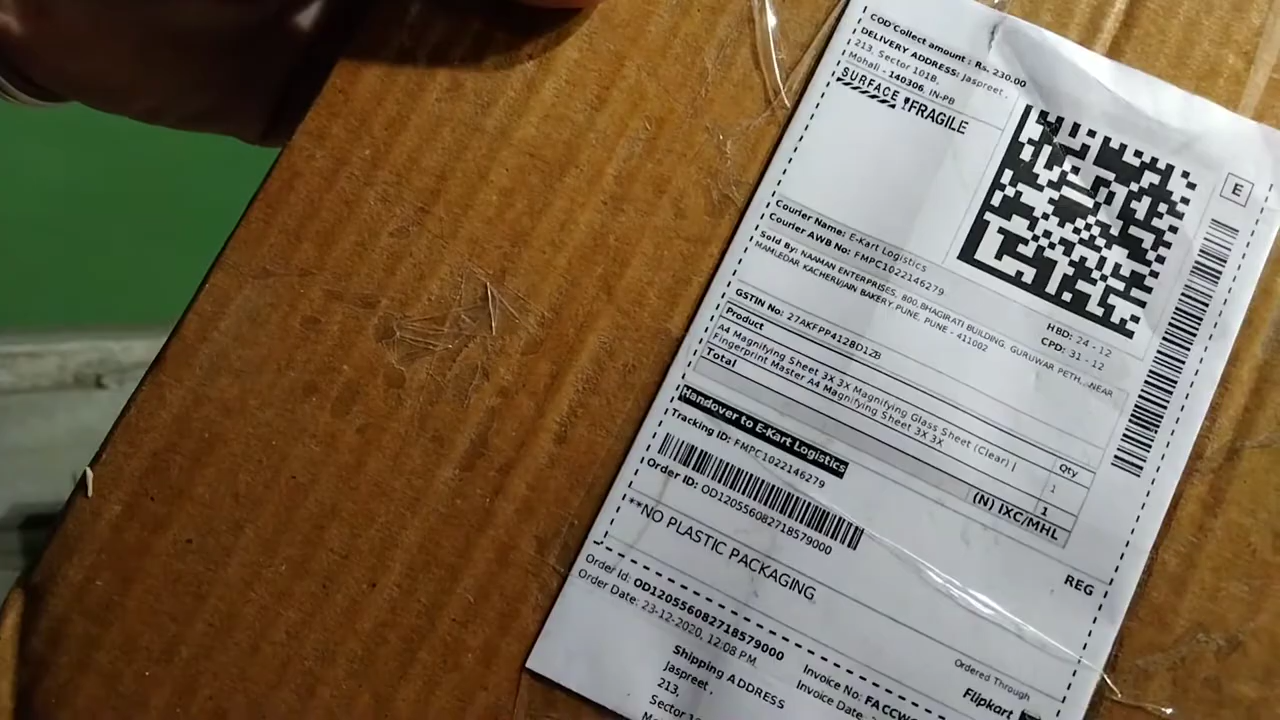 COD Collect amount : Rs. 230.00
DELIVERY ADDRESS: Jaspreet ,
213, Sector 101B,
Mohali - 140306, IN-PB
SURFACE FRAGILE
E
Courier Name: E-Kart Logistics
Courier AWB No: FMPC1022146279
Sold By: NAAMAN ENTERPRISES, 800,BHAGIRATI BUILDING, GURUWAR PETH, NEAR
MAMLEDAR KACHERI/JAIN BAKERY,PUNE, PUNE - 411002
HBD: 24 - 12
CPD: 31 - 12
GSTIN No: 27AKFPP4128D1ZB
Product Qty
A4 Magnifying Sheet 3X 3X Magnifying Glass Sheet (Clear) | 1
Fingerprint Master A4 Magnifying Sheet 3X 3X
Total 1
Handover to E-Kart Logistics
(N) IXC/MHL
Tracking ID: FMPC1022146279
Order ID: OD120556082718579000
REG
**NO PLASTIC PACKAGING
Order Id: OD120556082718579000
Order Date: 23-12-2020, 12:08 PM
Invoice No:
Invoice Date
Ordered Through
Flipkart
Shipping ADDRESS
Jaspreet ,
213,